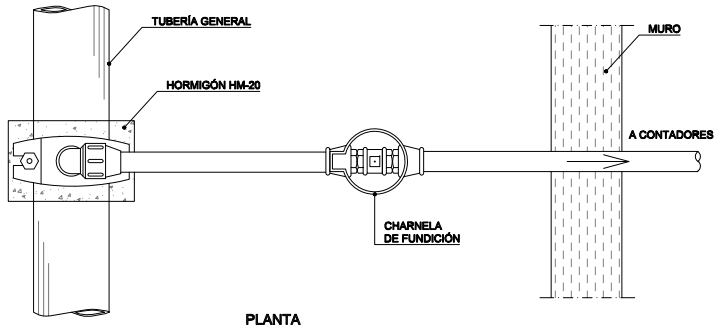 TUBERÍA GENERAL
MURO
HORMIGÓN HM-20
A CONTADORES
CHARNELA
DE FUNDICIÓN
PLANTA